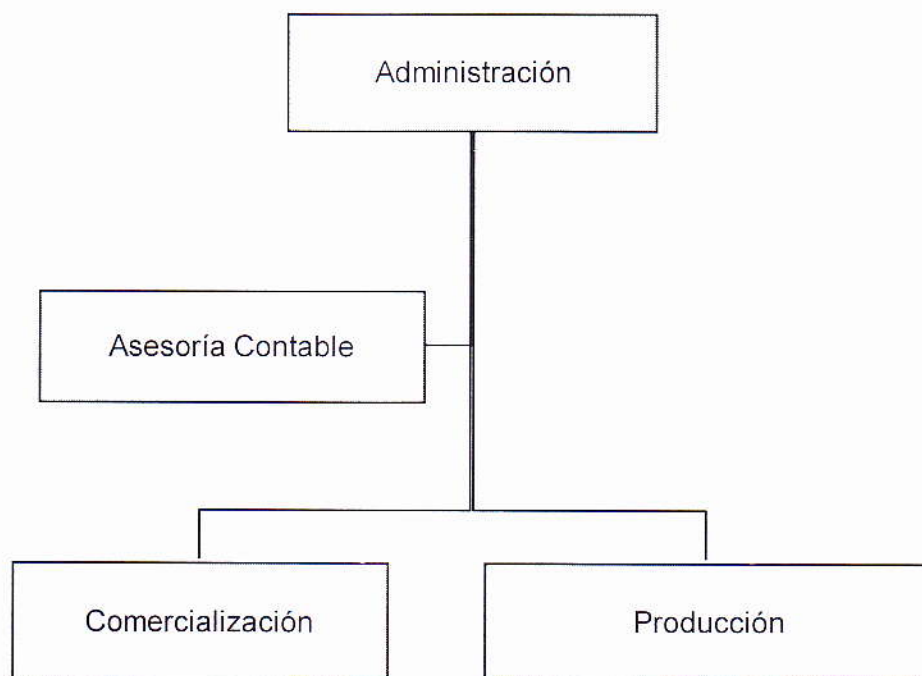 Administración
Asesoría Contable
Comercialización
Producción